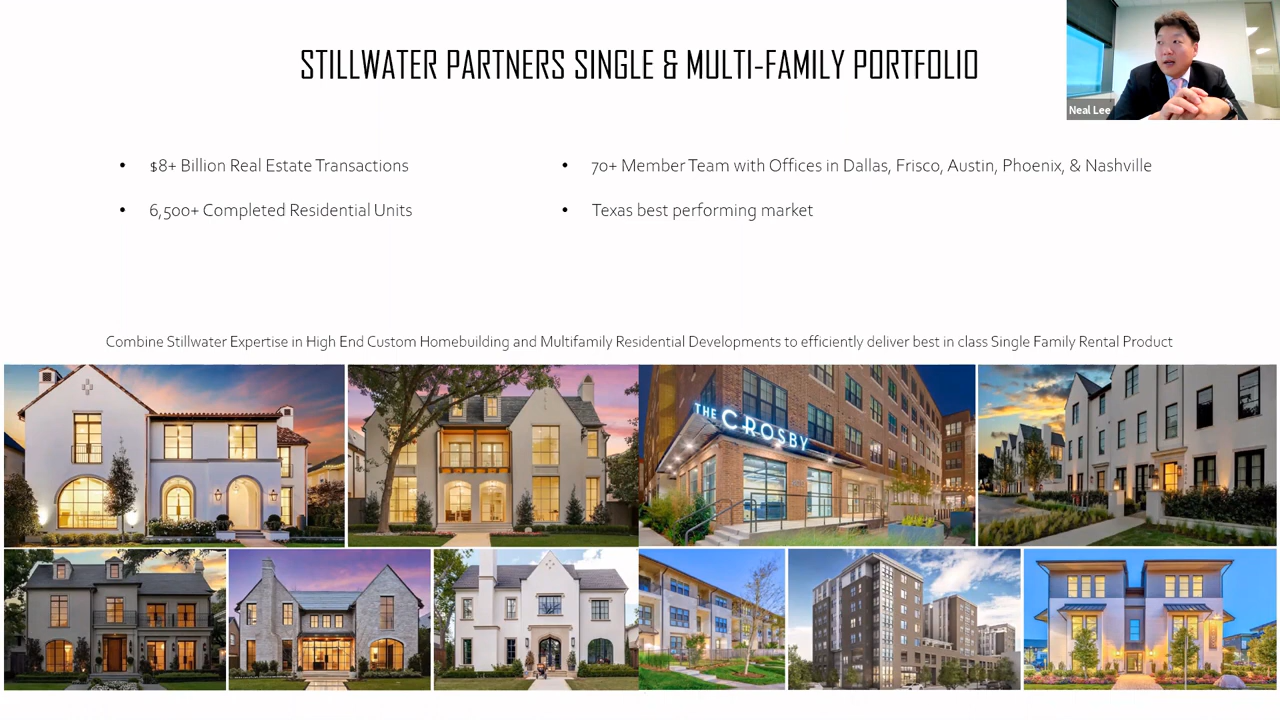 STILLWATER PARTNERS SINGLE & MULTI-FAMILY PORTFOLIO
Neal Lee
• $8+ Billion Real Estate Transactions
• 6,500+ Completed Residential Units
• 70+ Member Team with Offices in Dallas, Frisco, Austin, Phoenix, & Nashville
• Texas best performing market
Combine Stillwater Expertise in High End Custom Homebuilding and Multifamily Residential Developments to efficiently deliver best in class Single Family Rental Product
THE CROSBY